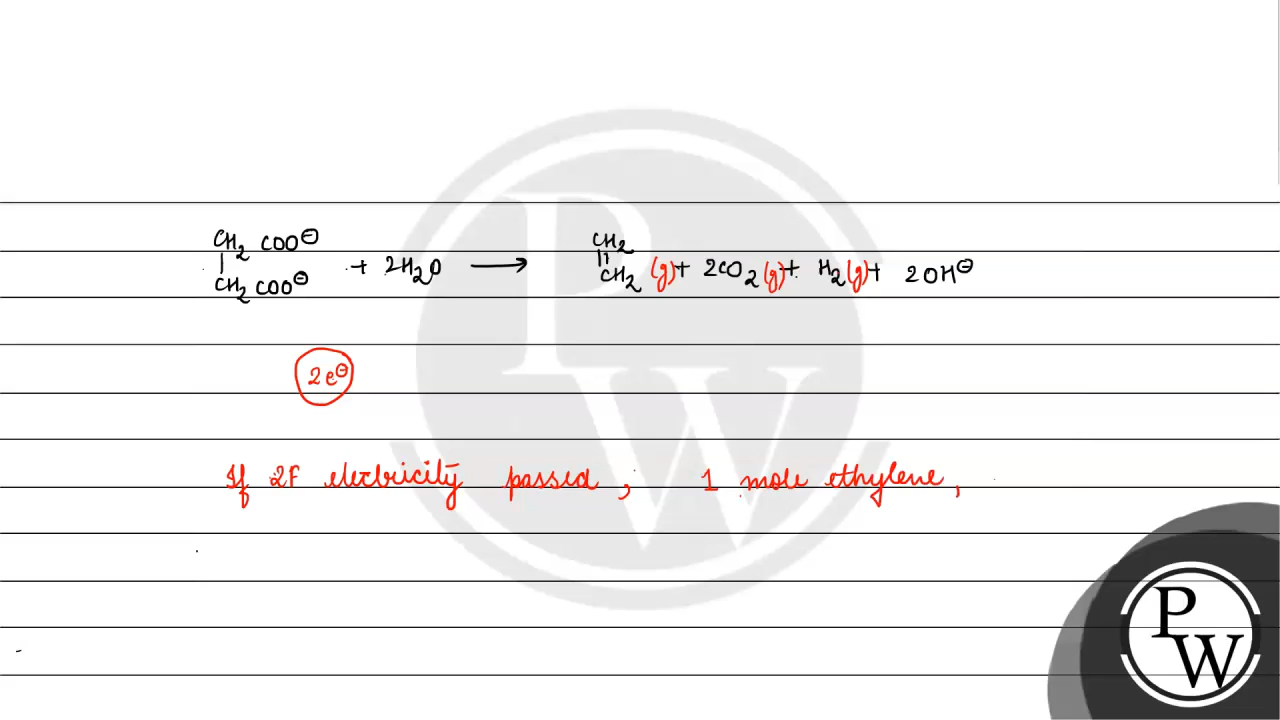 CH₂ COO⊖ CH₂
| + 2H₂O ⟶ || (g) + 2CO₂(g) + H₂(g) + 2OH⊖
CH₂ COO⊖ CH₂
2e⊖
If 2F electricity passed, 1 mole ethylene,
P
W
P
W